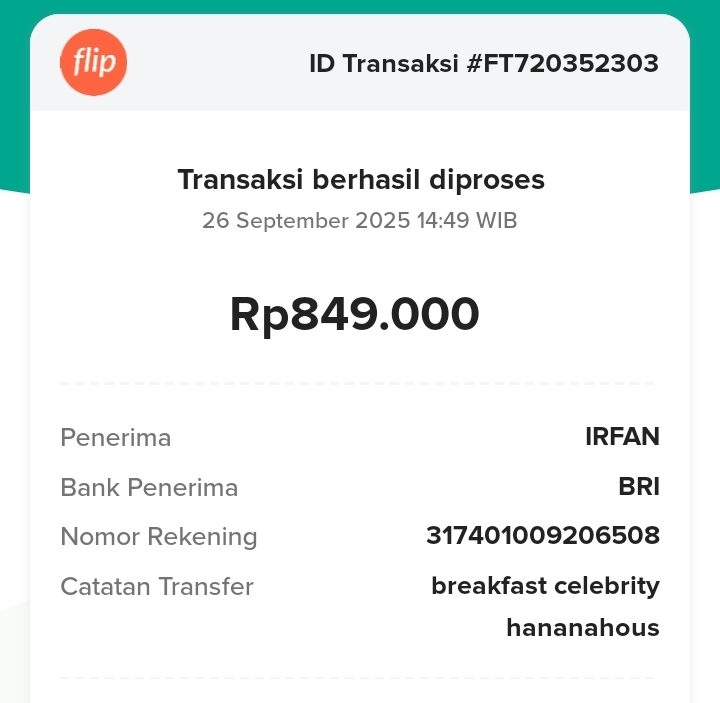 flip
ID Transaksi #FT720352303
Transaksi berhasil diproses
26 September 2025 14:49 WIB
Rp849.000
Penerima IRFAN
Bank Penerima BRI
Nomor Rekening 317401009206508
Catatan Transfer breakfast celebrity
hananahous